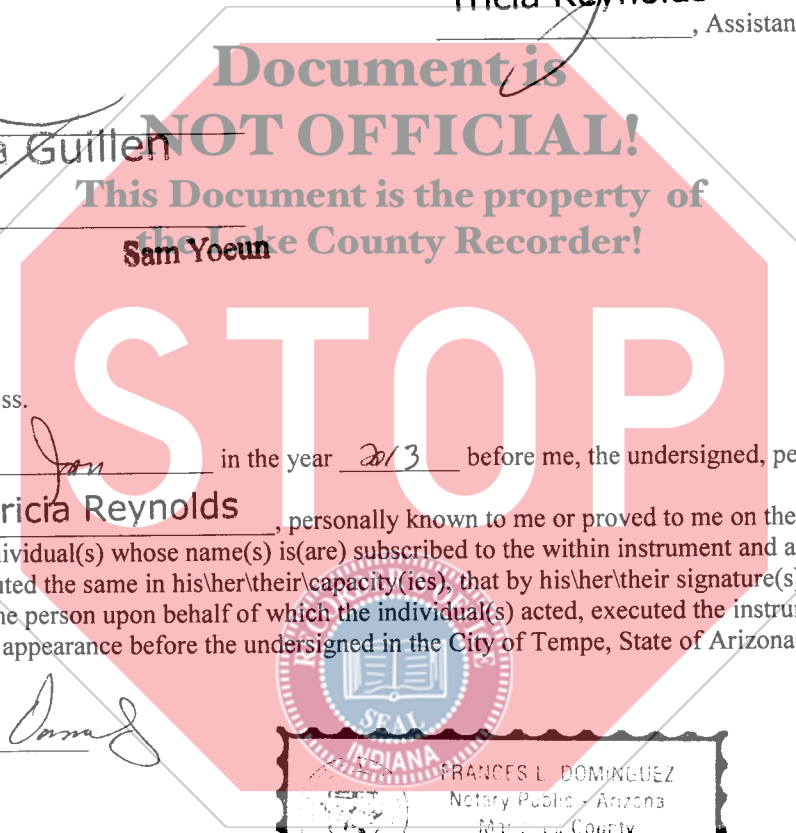 Tricia Reynolds
, Assistan
Document is
NOT OFFICIAL!
a Guillen
This Document is the property of
the Lake County Recorder!
Sam Yoeun
STOP
ss.
Jan in the year 2013 before me, the undersigned, pe
ricia Reynolds, personally known to me or proved to me on the
ividual(s) whose name(s) is(are) subscribed to the within instrument and a
uted the same in his\her\their\capacity(ies), that by his\her\their signature(s)
he person upon behalf of which the individual(s) acted, executed the instru
appearance before the undersigned in the City of Tempe, State of Arizona
SEAL
INDIANA
FRANCES L. DOMINGUEZ
Notary Public - Arizona
County